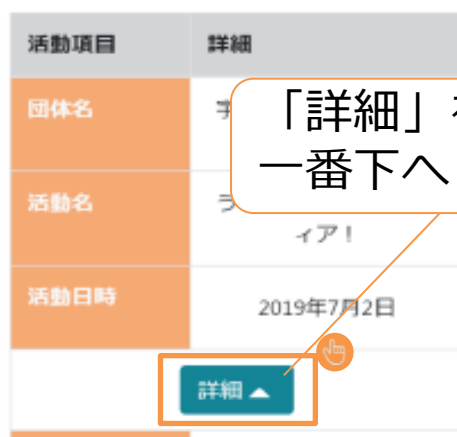 活動項目 詳細
団体名
「詳細」
一番下へ
活動名
ィア！
活動日時 2019年7月2日
詳細▲